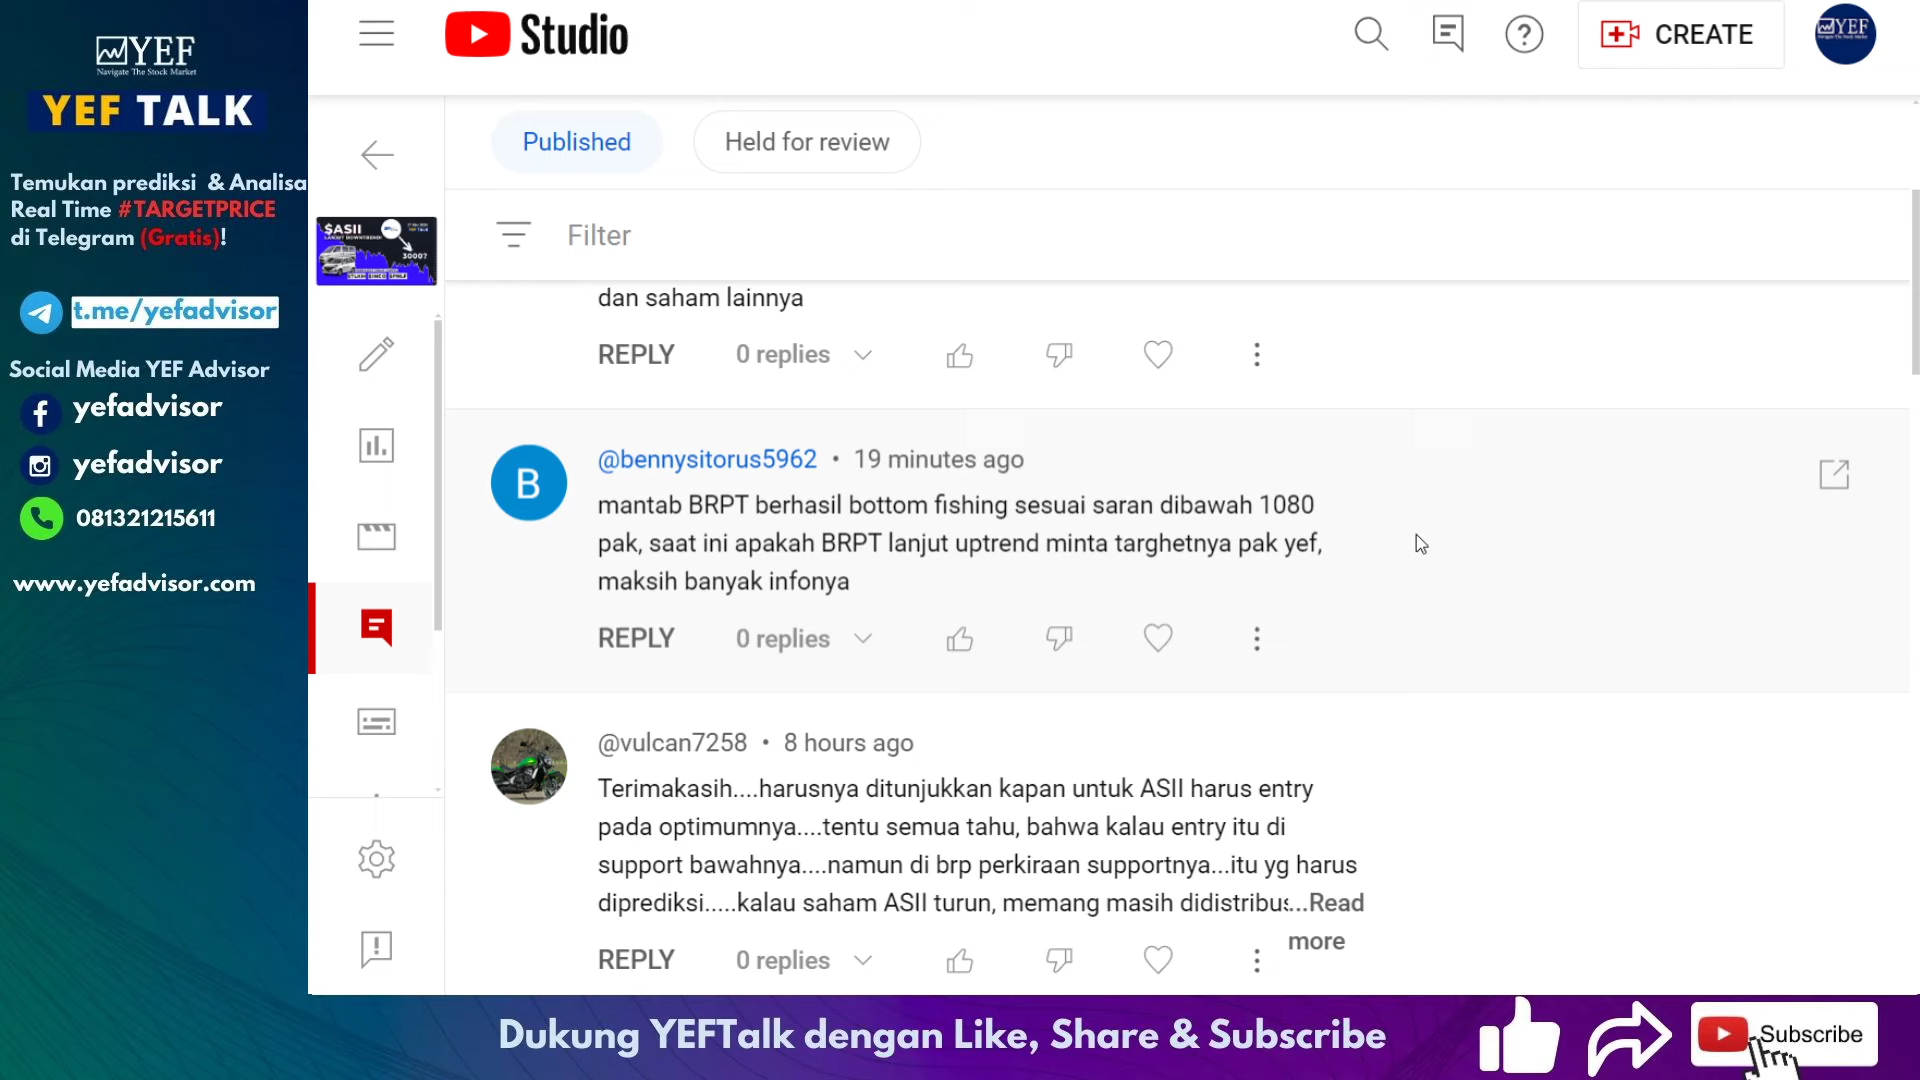 YEF
Navigate The Stock Market
YEF TALK
Temukan prediksi & Analisa
Real Time #TARGETPRICE
di Telegram (Gratis)!
t.me/yefadvisor
Social Media YEF Advisor
yefadvisor
yefadvisor
081321215611
www.yefadvisor.com
Studio
CREATE
YEF
Published
Held for review
$ASII
3000?
Filter
dan saham lainnya
REPLY
0 replies
B
@bennysitorus5962 • 19 minutes ago
mantab BRPT berhasil bottom fishing sesuai saran dibawah 1080
pak, saat ini apakah BRPT lanjut uptrend minta targhetnya pak yef,
maksih banyak infonya
REPLY
0 replies
@vulcan7258 • 8 hours ago
Terimakasih....harusnya ditunjukkan kapan untuk ASII harus entry
pada optimumnya....tentu semua tahu, bahwa kalau entry itu di
support bawahnya....namun di brp perkiraan supportnya...itu yg harus
diprediksi.....kalau saham ASII turun, memang masih didistribus...Read
more
REPLY
0 replies
Dukung YEFTalk dengan Like, Share & Subscribe
Subscribe